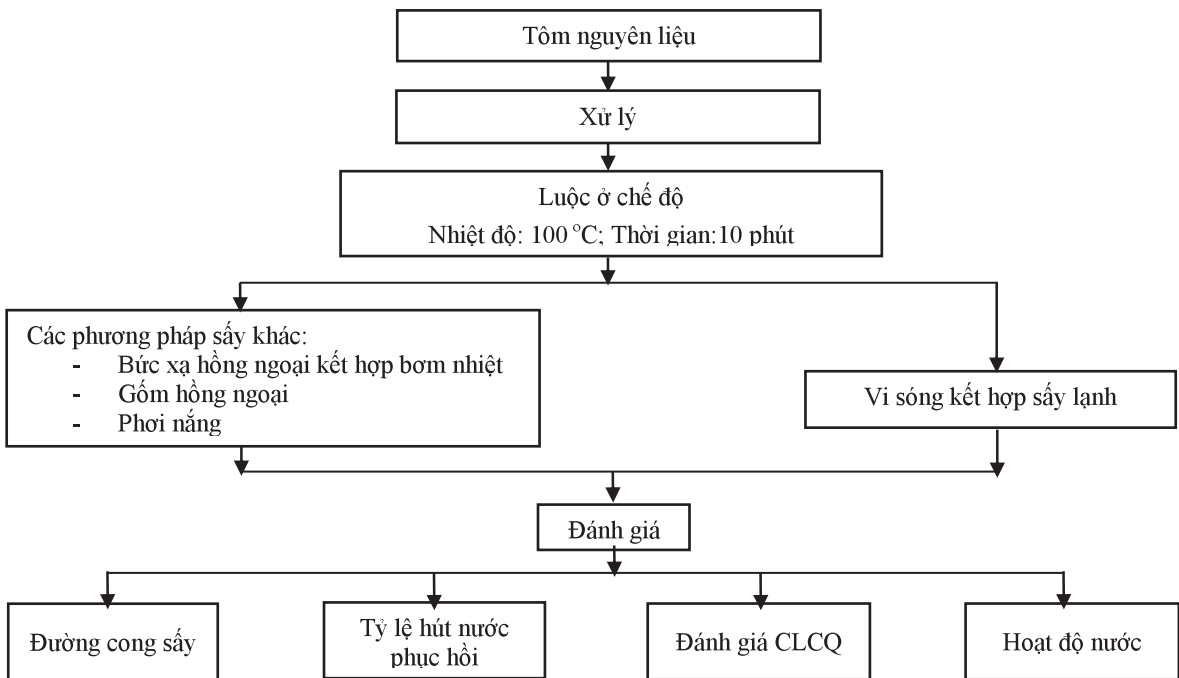 Tôm nguyên liệu
Xử lý
Luộc ở chế độ
Nhiệt độ: 100 °C; Thời gian:10 phút
Các phương pháp sấy khác:
- Bức xạ hồng ngoại kết hợp bơm nhiệt
- Gốm hồng ngoại
- Phơi nắng
Vi sóng kết hợp sấy lạnh
Đánh giá
Đường cong sấy
Tỷ lệ hút nước
phục hồi
Đánh giá CLCQ
Hoạt độ nước